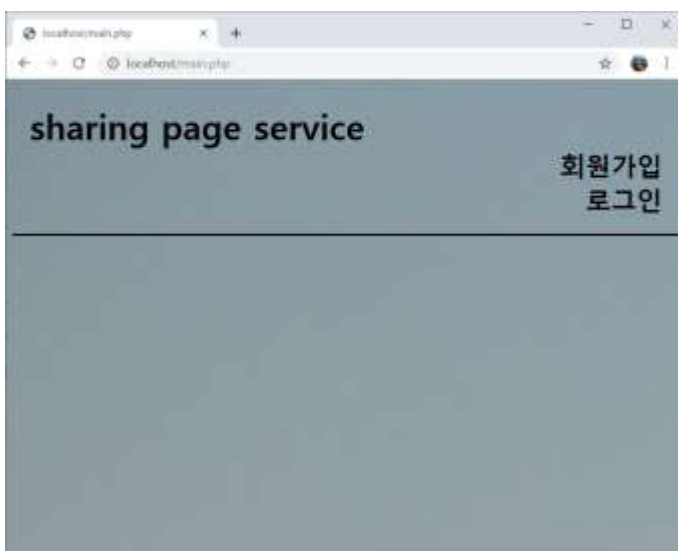 localhost/main.php
localhost/main.php
sharing page service
회원가입
로그인